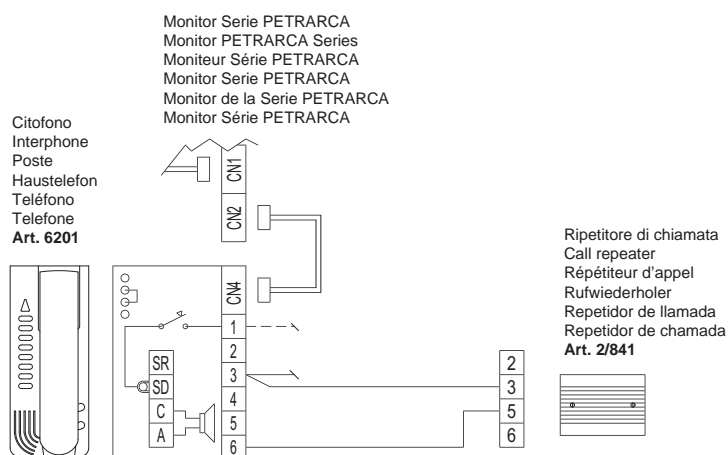 Monitor Serie PETRARCA
Monitor PETRARCA Series
Moniteur Série PETRARCA
Monitor Serie PETRARCA
Monitor de la Serie PETRARCA
Monitor Série PETRARCA
Citofono
Interphone
Poste
Haustelefon
Teléfono
Telefone
Art. 6201
CN1
CN2
CN4
1
2
3
4
5
6
SR
SD
C
A
2
3
5
6
Ripetitore di chiamata
Call repeater
Répétiteur d'appel
Rufwiederholer
Repetidor de llamada
Repetidor de chamada
Art. 2/841